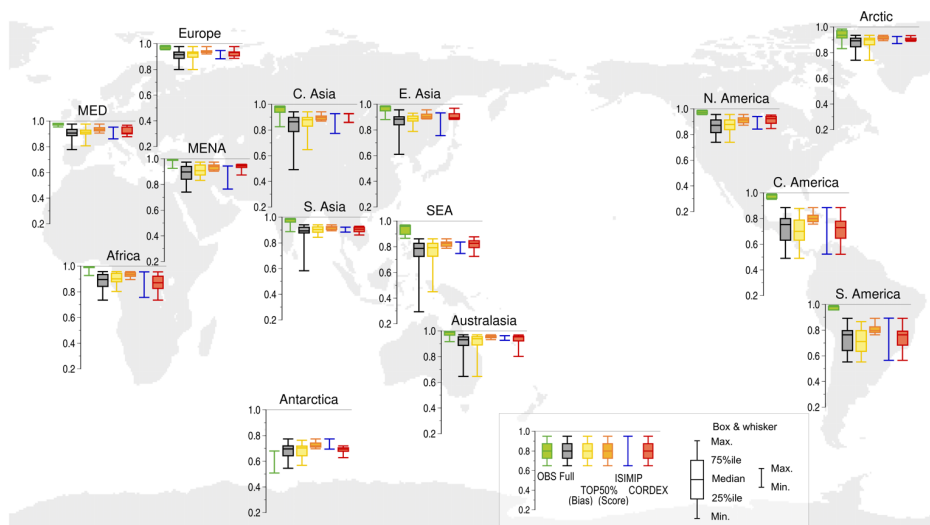 Arctic
1.0
0.8
0.6
0.4
0.2
Europe
1.0
0.8
0.6
0.4
0.2
C. Asia
1.0
0.8
0.6
0.4
0.2
E. Asia
1.0
0.8
0.6
0.4
0.2
N. America
1.0
0.8
0.6
0.4
0.2
MED
1.0
0.8
0.6
0.4
0.2
MENA
1.0
0.8
0.6
0.4
0.2
C. America
1.0
0.8
0.6
0.4
0.2
S. Asia
1.0
0.8
0.6
0.4
0.2
SEA
1.0
0.8
0.6
0.4
0.2
Africa
1.0
0.8
0.6
0.4
0.2
S. America
1.0
0.8
0.6
0.4
0.2
Australasia
1.0
0.8
0.6
0.4
0.2
Antarctica
1.0
0.8
0.6
0.4
0.2
1.0
0.8
0.6
0.4
0.2
ISIMIP
OBS Full
TOP50% CORDEX
(Bias) (Score)
Box & whisker
Max.
75%ile
Median
25%ile
Min.
Max.
Min.